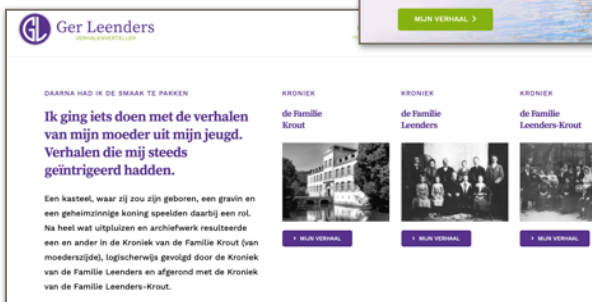 MIJN VERHAAL
GL
Ger Leenders
VERHALENVERTELLER
DAARNA HAD IK DE SMAAK TE PAKKEN
Ik ging iets doen met de verhalen
van mijn moeder uit mijn jeugd.
Verhalen die mij steeds
geïntrigeerd hadden.
Een kasteel, waar zij zou zijn geboren, een gravin en
een geheimzinnige koning speelden daarbij een rol.
Na heel wat uitpluizen en archiefwerk resulteerde
een en ander in de Kroniek van de Familie Krout (van
moederszijde), logischerwijs gevolgd door de Kroniek
van de Familie Leenders en afgerond met de Kroniek
van de Familie Leenders-Krout.
KRONIEK
de Familie
Krout
MIJN VERHAAL
KRONIEK
de Familie
Leenders
MIJN VERHAAL
KRONIEK
de Familie
Leenders-Krout
MIJN VERHAAL